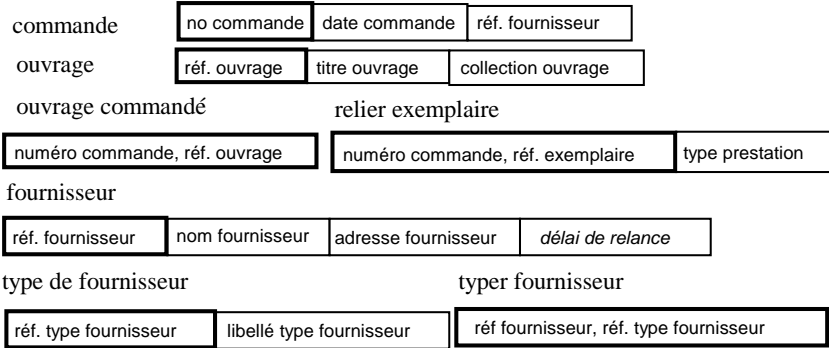 commande no commande date commande réf. fournisseur
ouvrage réf. ouvrage titre ouvrage collection ouvrage
ouvrage commandé relier exemplaire
numéro commande, réf. ouvrage numéro commande, réf. exemplaire type prestation
fournisseur
réf. fournisseur nom fournisseur adresse fournisseur délai de relance
type de fournisseur typer fournisseur
réf. type fournisseur libellé type fournisseur réf fournisseur, réf. type fournisseur